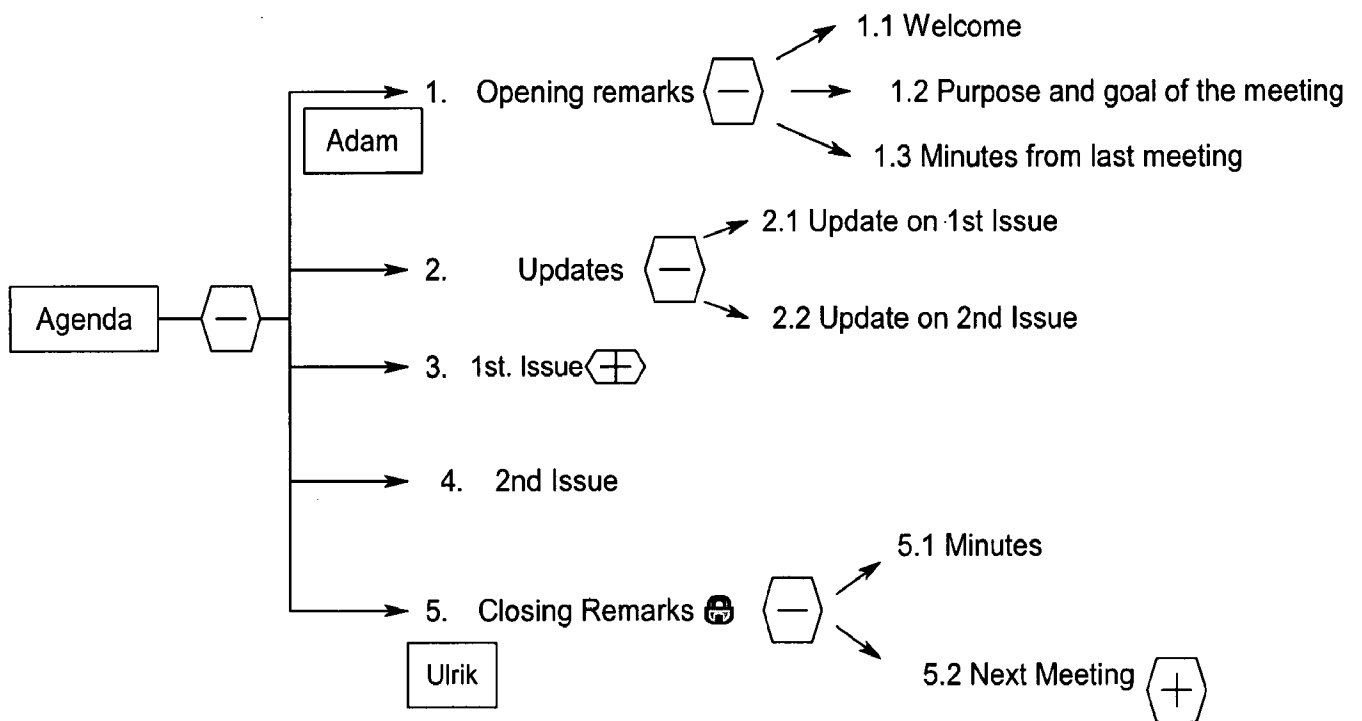 1.1 Welcome
1. Opening remarks
1.2 Purpose and goal of the meeting
Adam
1.3 Minutes from last meeting
2.1 Update on 1st Issue
2. Updates
2.2 Update on 2nd Issue
Agenda
3. 1st. Issue
4. 2nd Issue
5.1 Minutes
5. Closing Remarks
Ulrik
5.2 Next Meeting